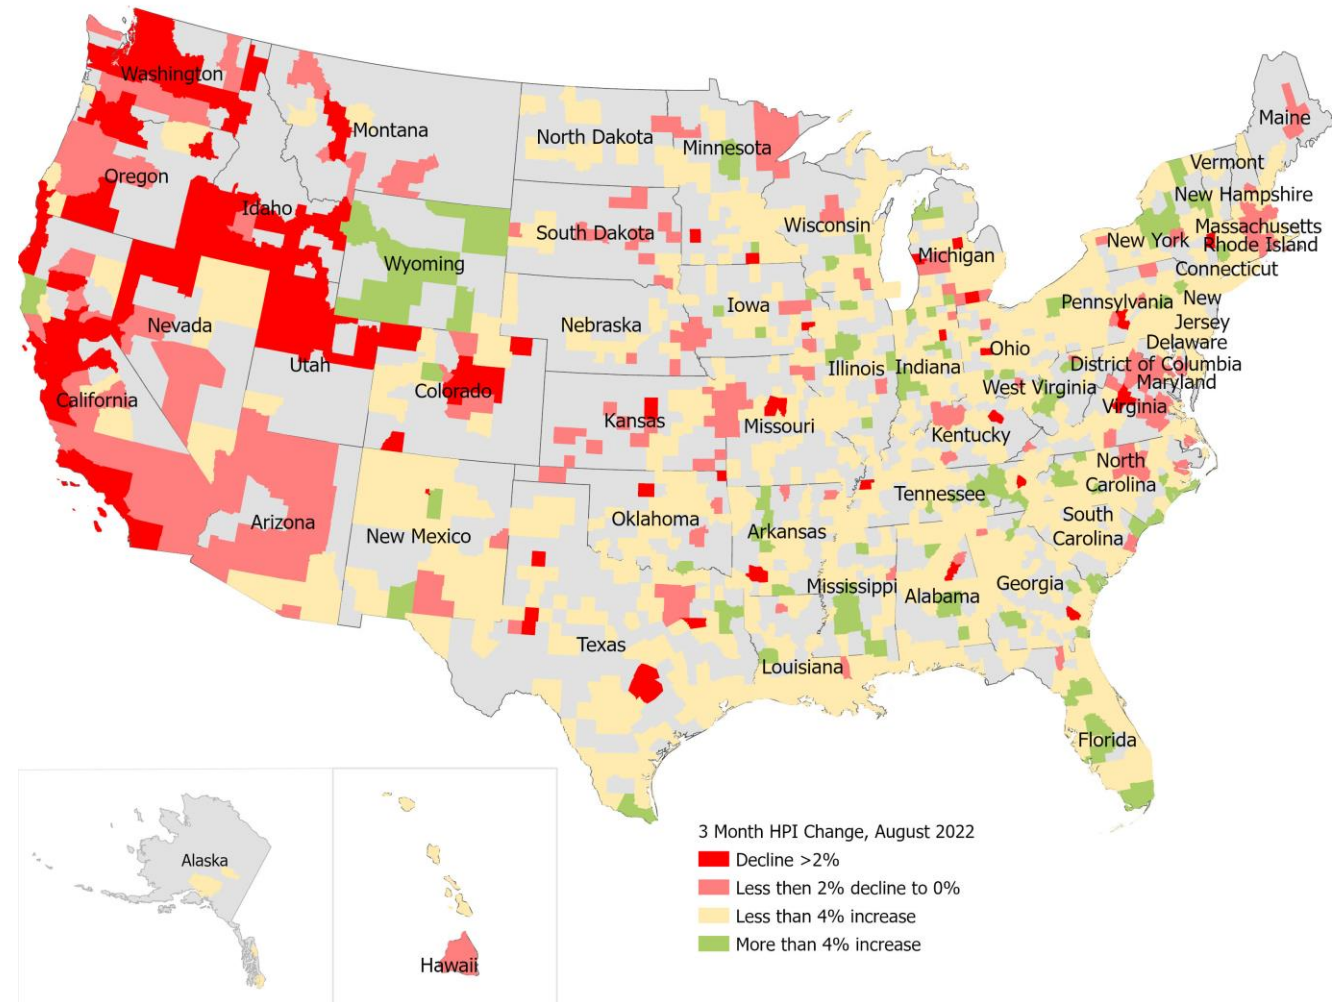 Washington
Montana
North Dakota
Minnesota
Maine
Vermont
New Hampshire
Massachusetts
Rhode Island
Connecticut
New York
Oregon
Idaho
Wyoming
South Dakota
Wisconsin
Michigan
Pennsylvania
New
Jersey
Delaware
District of Columbia
Maryland
Virginia
Nevada
Utah
Colorado
Nebraska
Iowa
Illinois
Indiana
Ohio
West Virginia
California
Kansas
Missouri
Kentucky
North
Carolina
Tennessee
South
Carolina
Arizona
New Mexico
Oklahoma
Arkansas
Mississippi
Alabama
Georgia
Texas
Louisiana
Florida
Alaska
Hawaii
3 Month HPI Change, August 2022
Decline >2%
Less then 2% decline to 0%
Less than 4% increase
More than 4% increase